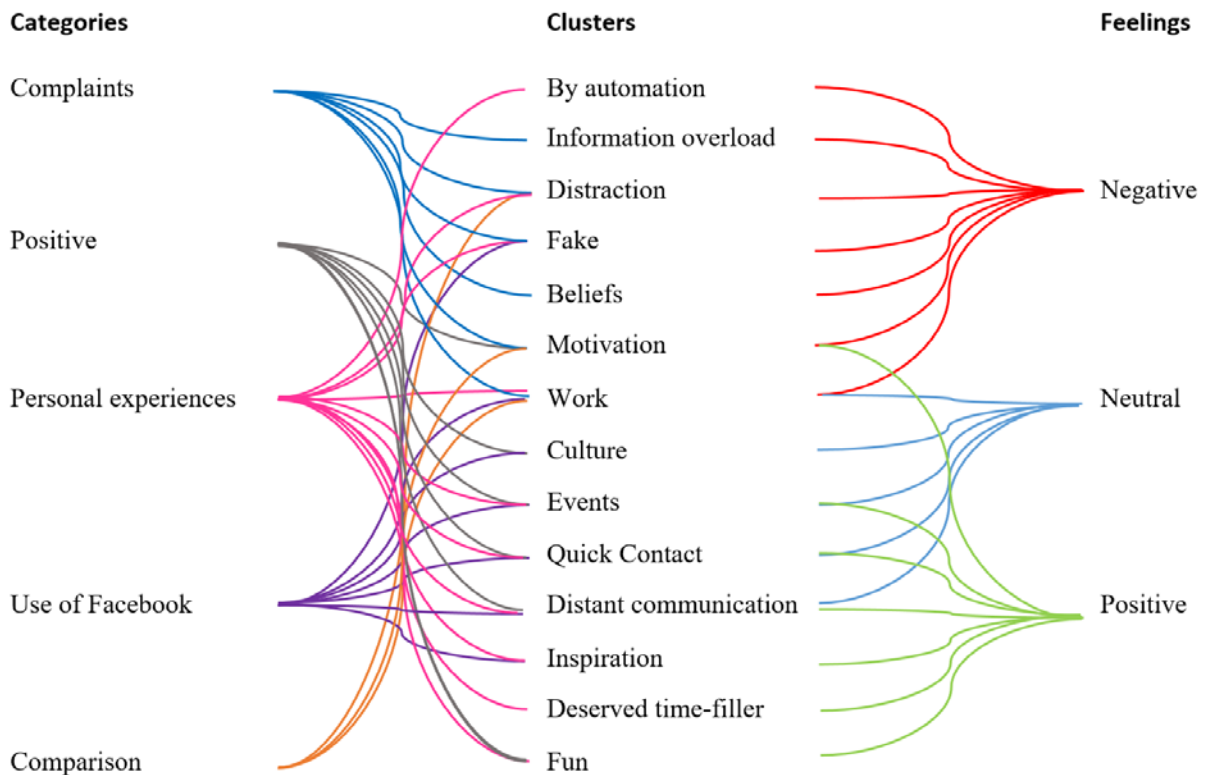 Categories
Clusters
Feelings
Complaints
Positive
Personal experiences
Use of Facebook
Comparison
By automation
Information overload
Distraction
Fake
Beliefs
Motivation
Work
Culture
Events
Quick Contact
Distant communication
Inspiration
Deserved time-filler
Fun
Negative
Neutral
Positive